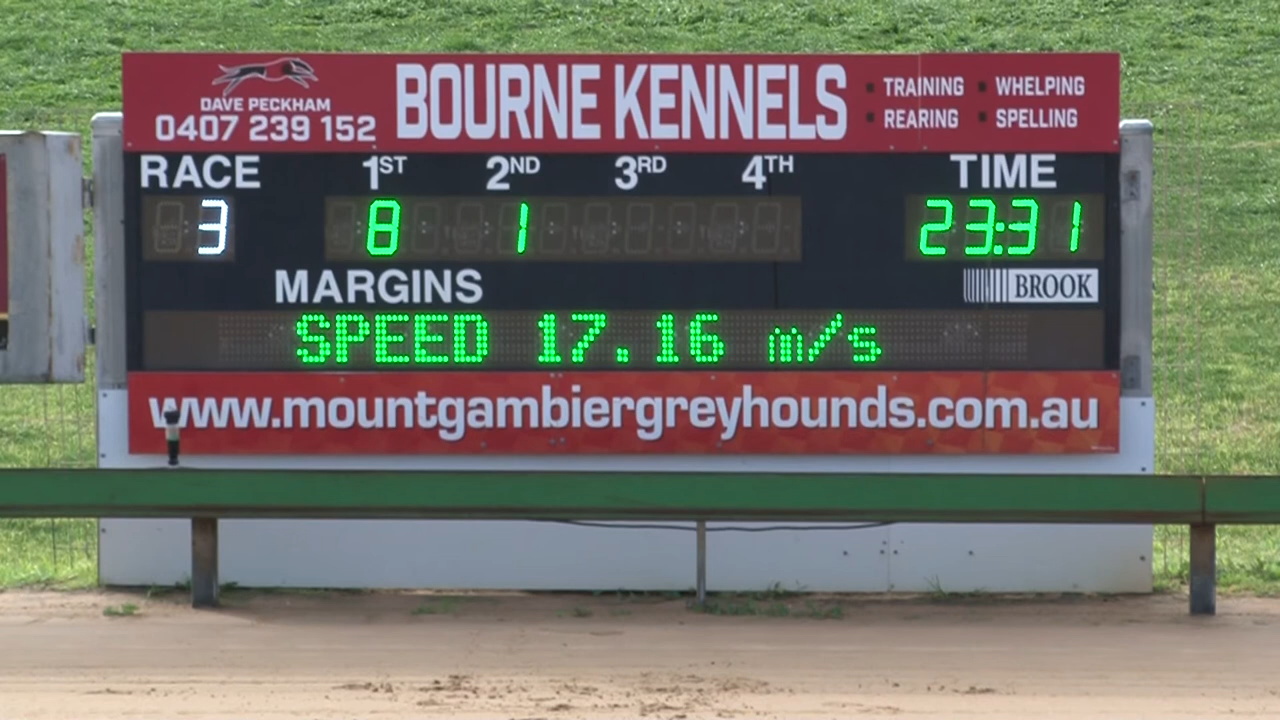 DAVE PECKHAM
0407 239 152
BOURNE KENNELS
TRAINING
WHELPING
REARING
SPELLING
RACE 1ST 2ND 3RD 4TH TIME
3 8 1 23:31
MARGINS
BROOK
SPEED 17.16 m/s
www.mountgambiergreyhounds.com.au